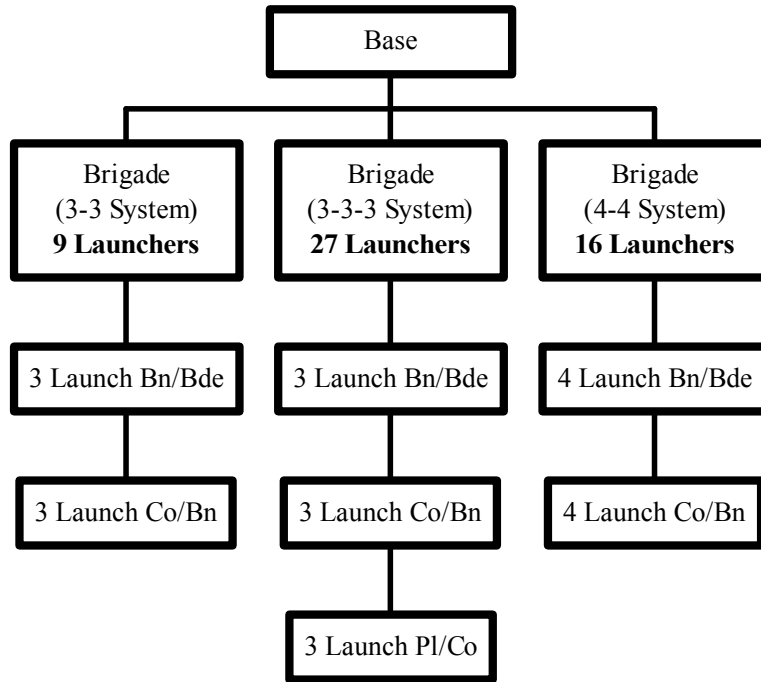 Base
Brigade
(3-3 System)
9 Launchers
Brigade
(3-3-3 System)
27 Launchers
Brigade
(4-4 System)
16 Launchers
3 Launch Bn/Bde
3 Launch Bn/Bde
4 Launch Bn/Bde
3 Launch Co/Bn
3 Launch Co/Bn
4 Launch Co/Bn
3 Launch Pl/Co